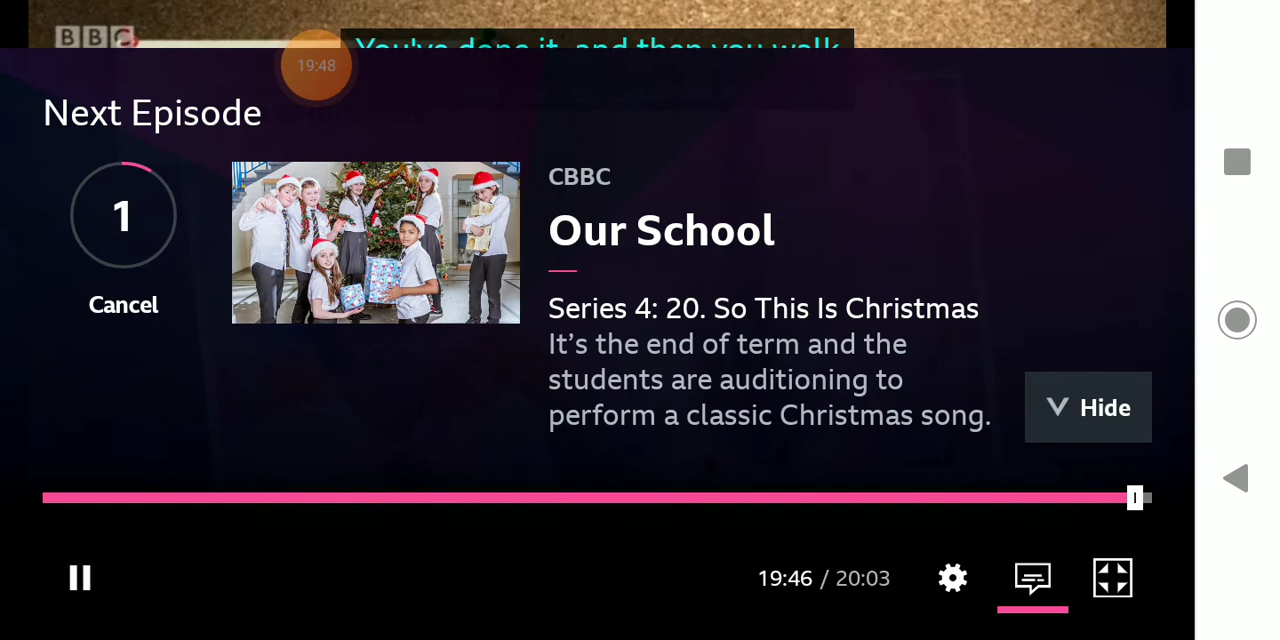 BBC
You've done it, and then you walk
19:48
Next Episode
1
Cancel
CBBC
Our School
Series 4: 20. So This Is Christmas
It’s the end of term and the
students are auditioning to
perform a classic Christmas song.
Hide
19:46 / 20:03